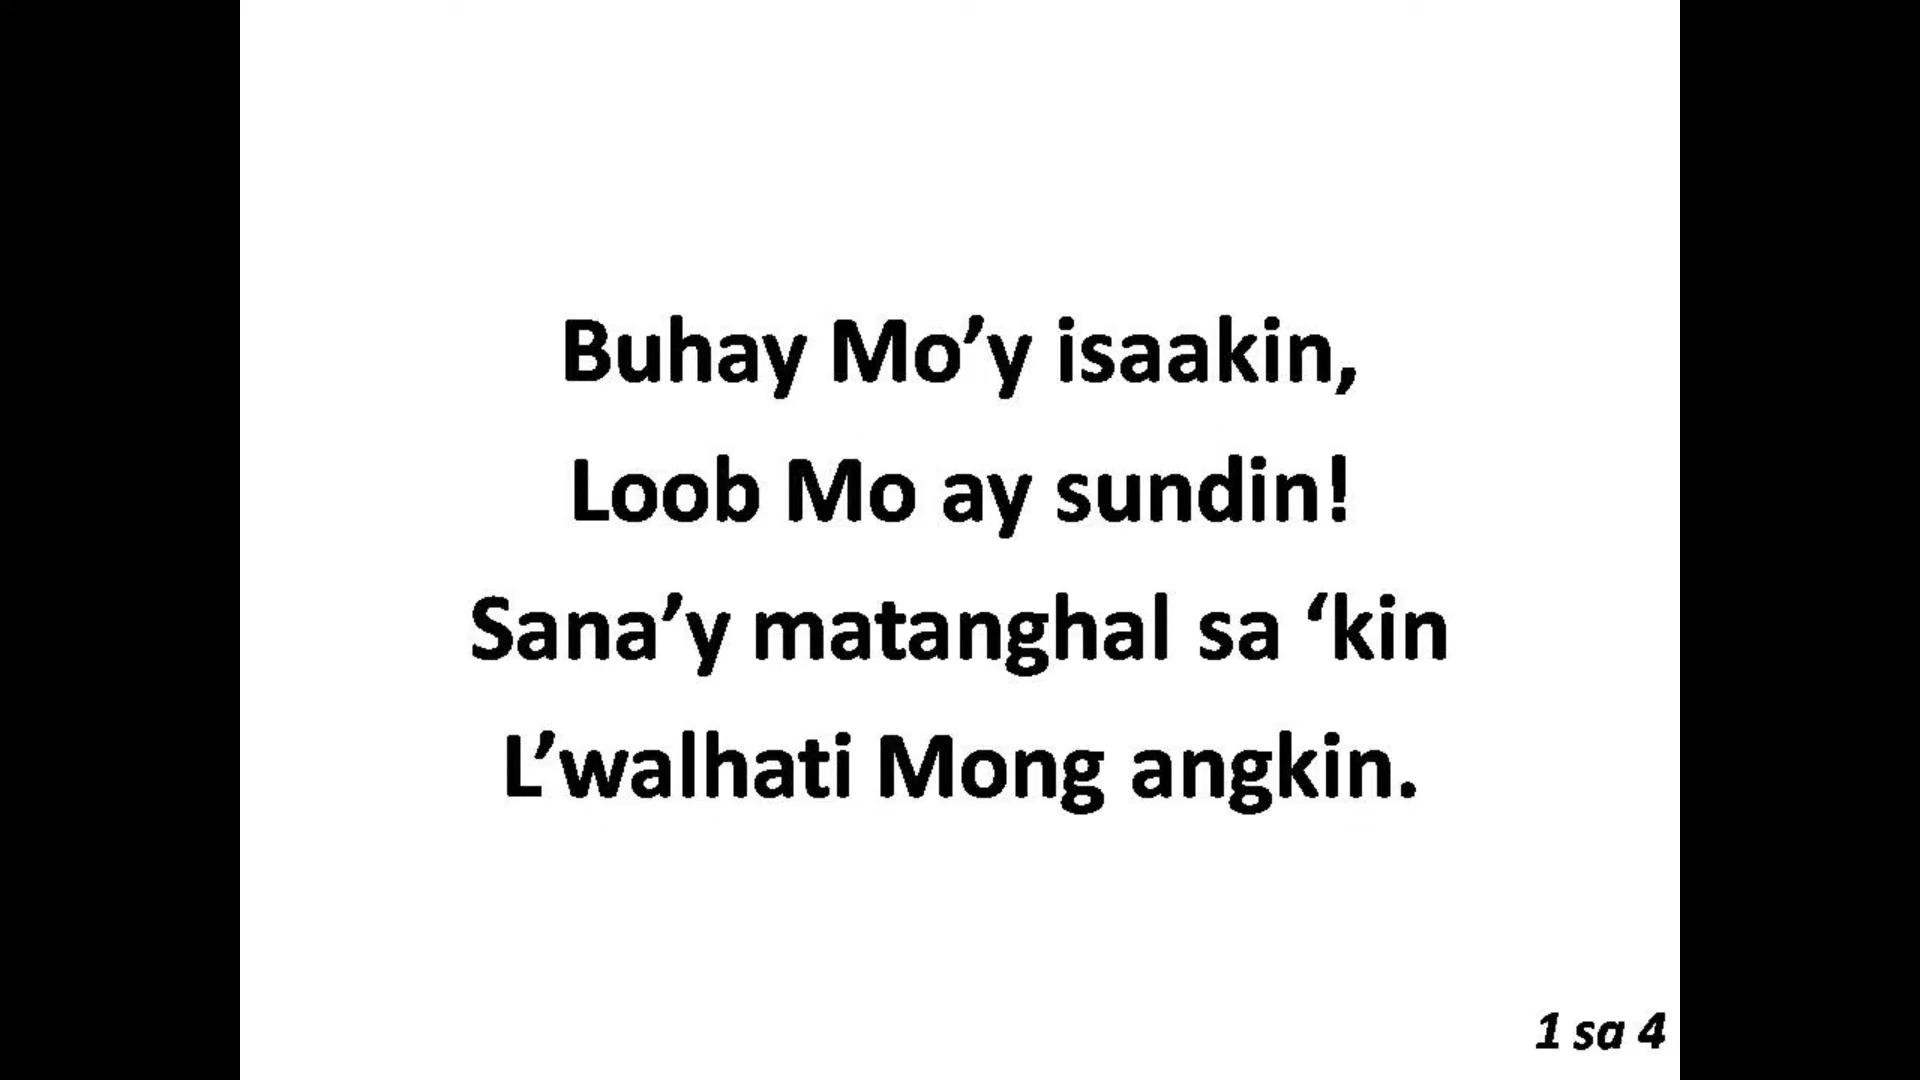 Buhay Mo’y isaakin,
Loob Mo ay sundin!
Sana’y matanghal sa ‘kin
L’walhati Mong angkin.
1 sa 4